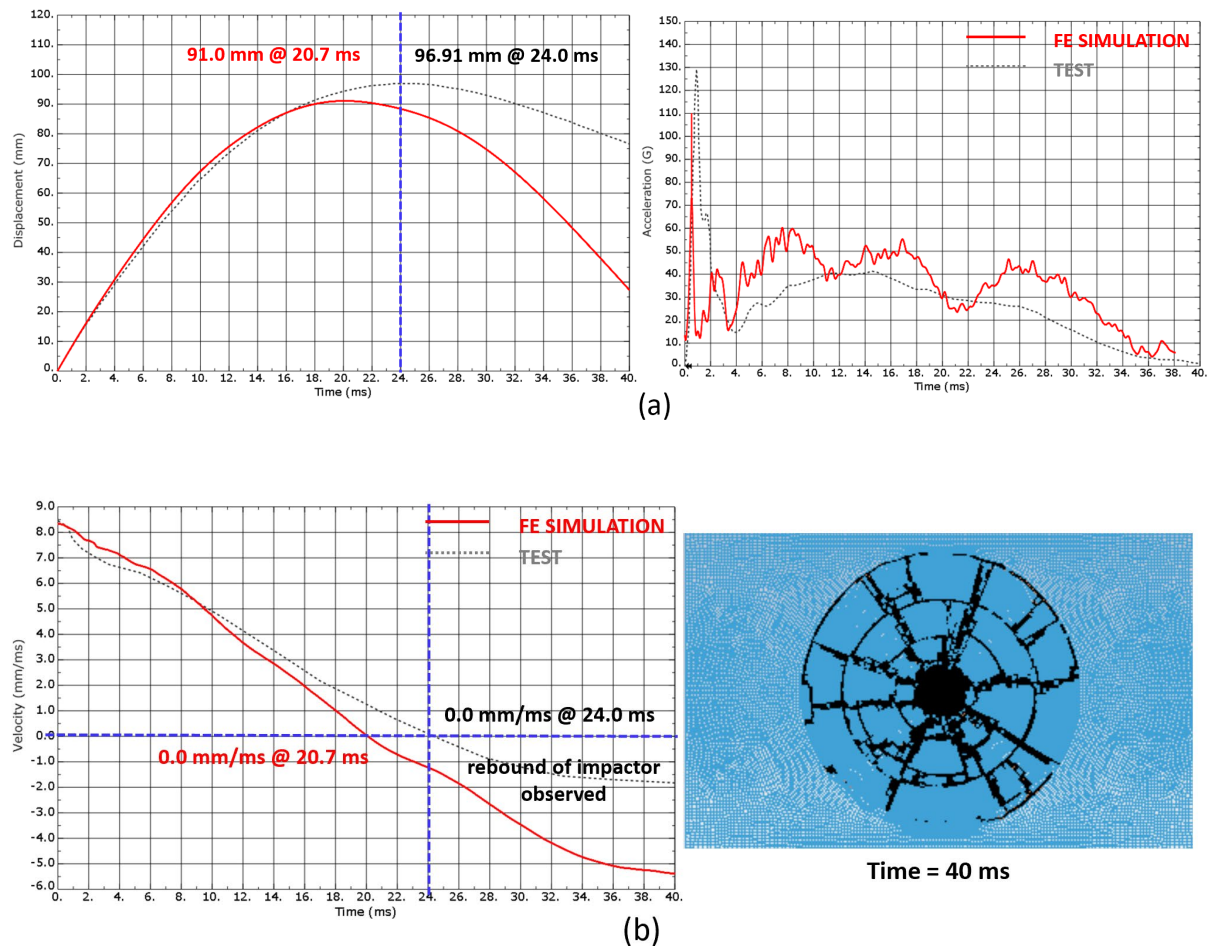 120.
110.
100.
90.
80.
70.
60.
50.
40.
30.
20.
10.
0.
Displacement (mm)
91.0 mm @ 20.7 ms
96.91 mm @ 24.0 ms
0. 2. 4. 6. 8. 10. 12. 14. 16. 18. 20. 22. 24. 26. 28. 30. 32. 34. 36. 38. 40.
Time (ms)
150.
140.
130.
120.
110.
100.
90.
80.
70.
60.
50.
40.
30.
20.
10.
0.
Acceleration (G)
FE SIMULATION
TEST
0. 2. 4. 6. 8. 10. 12. 14. 16. 18. 20. 22. 24. 26. 28. 30. 32. 34. 36. 38. 40.
Time (ms)
(a)
9.0
8.0
7.0
6.0
5.0
4.0
3.0
2.0
1.0
0.0
-1.0
-2.0
-3.0
-4.0
-5.0
-6.0
Velocity (mm/ms)
FE SIMULATION
TEST
0.0 mm/ms @ 24.0 ms
0.0 mm/ms @ 20.7 ms
rebound of impactor
observed
0. 2. 4. 6. 8. 10. 12. 14. 16. 18. 20. 22. 24. 26. 28. 30. 32. 34. 36. 38. 40.
Time (ms)
Time = 40 ms
(b)